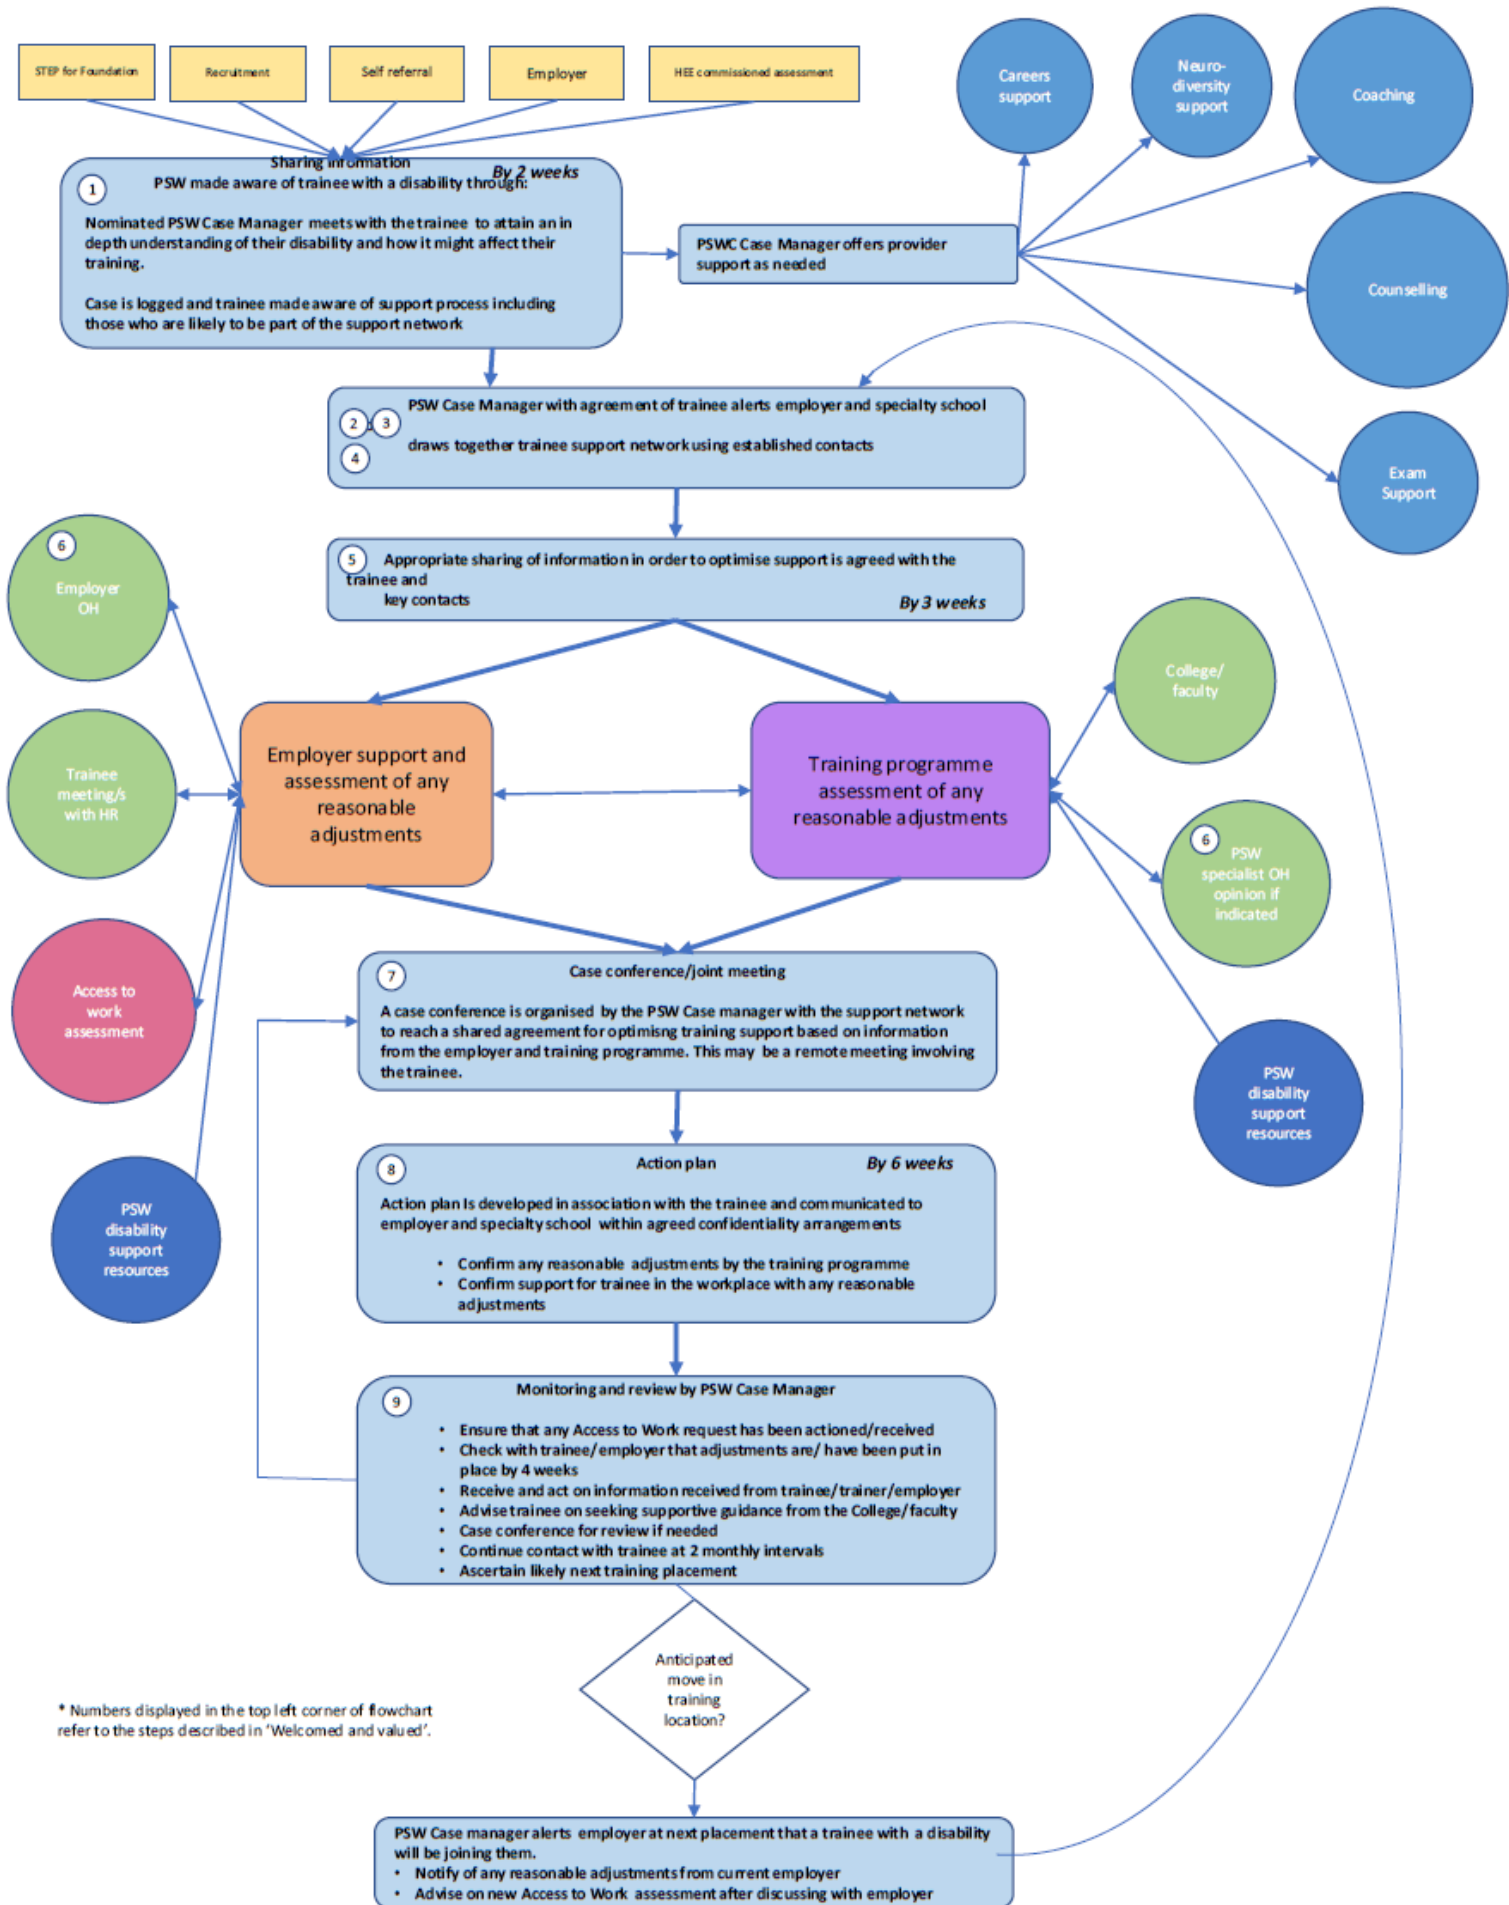 STEP for Foundation
Recruitment
Self referral
Employer
HEE commissioned assessment
Careers
support
Neuro-
diversity
support
Coaching
Counselling
Exam
Support
Sharing information
By 2 weeks
1
PSW made aware of trainee with a disability through:
Nominated PSW Case Manager meets with the trainee to attain an in
depth understanding of their disability and how it might affect their
training.
Case is logged and trainee made aware of support process including
those who are likely to be part of the support network
PSWC Case Manager offers provider
support as needed
2
3
4
PSW Case Manager with agreement of trainee alerts employer and specialty school
draws together trainee support network using established contacts
5
Appropriate sharing of information in order to optimise support is agreed with the
trainee and
key contacts
By 3 weeks
6
Employer
OH
Trainee
meeting/s
with HR
Access to
work
assessment
PSW
disability
support
resources
Employer support and
assessment of any
reasonable
adjustments
Training programme
assessment of any
reasonable adjustments
College/
faculty
6
PSW
specialist OH
opinion if
indicated
PSW
disability
support
resources
7
Case conference/joint meeting
A case conference is organised by the PSW Case manager with the support network
to reach a shared agreement for optimisng training support based on information
from the employer and training programme. This may be a remote meeting involving
the trainee.
8
Action plan
By 6 weeks
Action plan Is developed in association with the trainee and communicated to
employer and specialty school within agreed confidentiality arrangements
• Confirm any reasonable adjustments by the training programme
• Confirm support for trainee in the workplace with any reasonable
adjustments
9
Monitoring and review by PSW Case Manager
• Ensure that any Access to Work request has been actioned/received
• Check with trainee/employer that adjustments are/ have been put in
place by 4 weeks
• Receive and act on information received from trainee/trainer/employer
• Advise trainee on seeking supportive guidance from the College/faculty
• Case conference for review if needed
• Continue contact with trainee at 2 monthly intervals
• Ascertain likely next training placement
Anticipated
move in
training
location?
* Numbers displayed in the top left corner of flowchart
refer to the steps described in 'Welcomed and valued'.
PSW Case manager alerts employer at next placement that a trainee with a disability
will be joining them.
• Notify of any reasonable adjustments from current employer
• Advise on new Access to Work assessment after discussing with employer